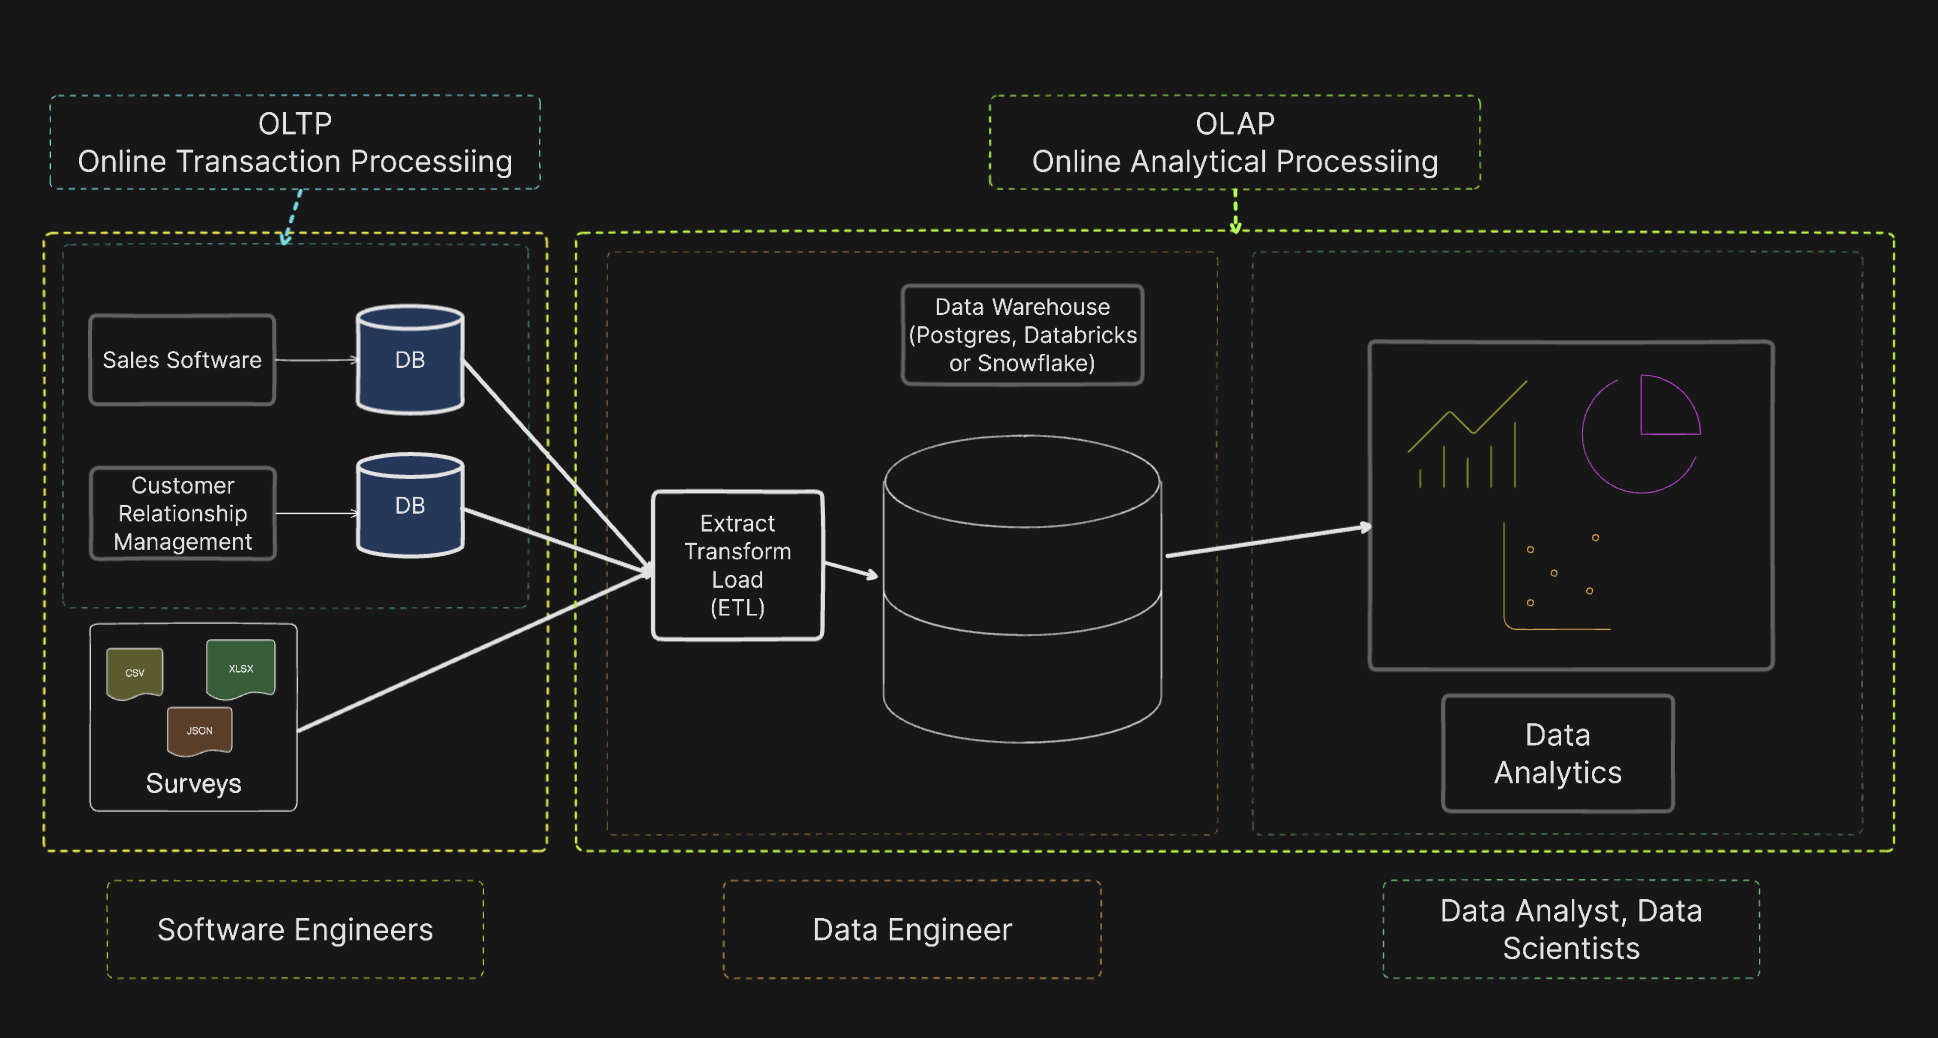 OLTP
Online Transaction Processiing
OLAP
Online Analytical Processiing
Sales Software
DB
Customer
Relationship
Management
DB
CSV
XLSX
JSON
Surveys
Extract
Transform
Load
(ETL)
Data Warehouse
(Postgres, Databricks
or Snowflake)
Data
Analytics
Software Engineers
Data Engineer
Data Analyst, Data
Scientists